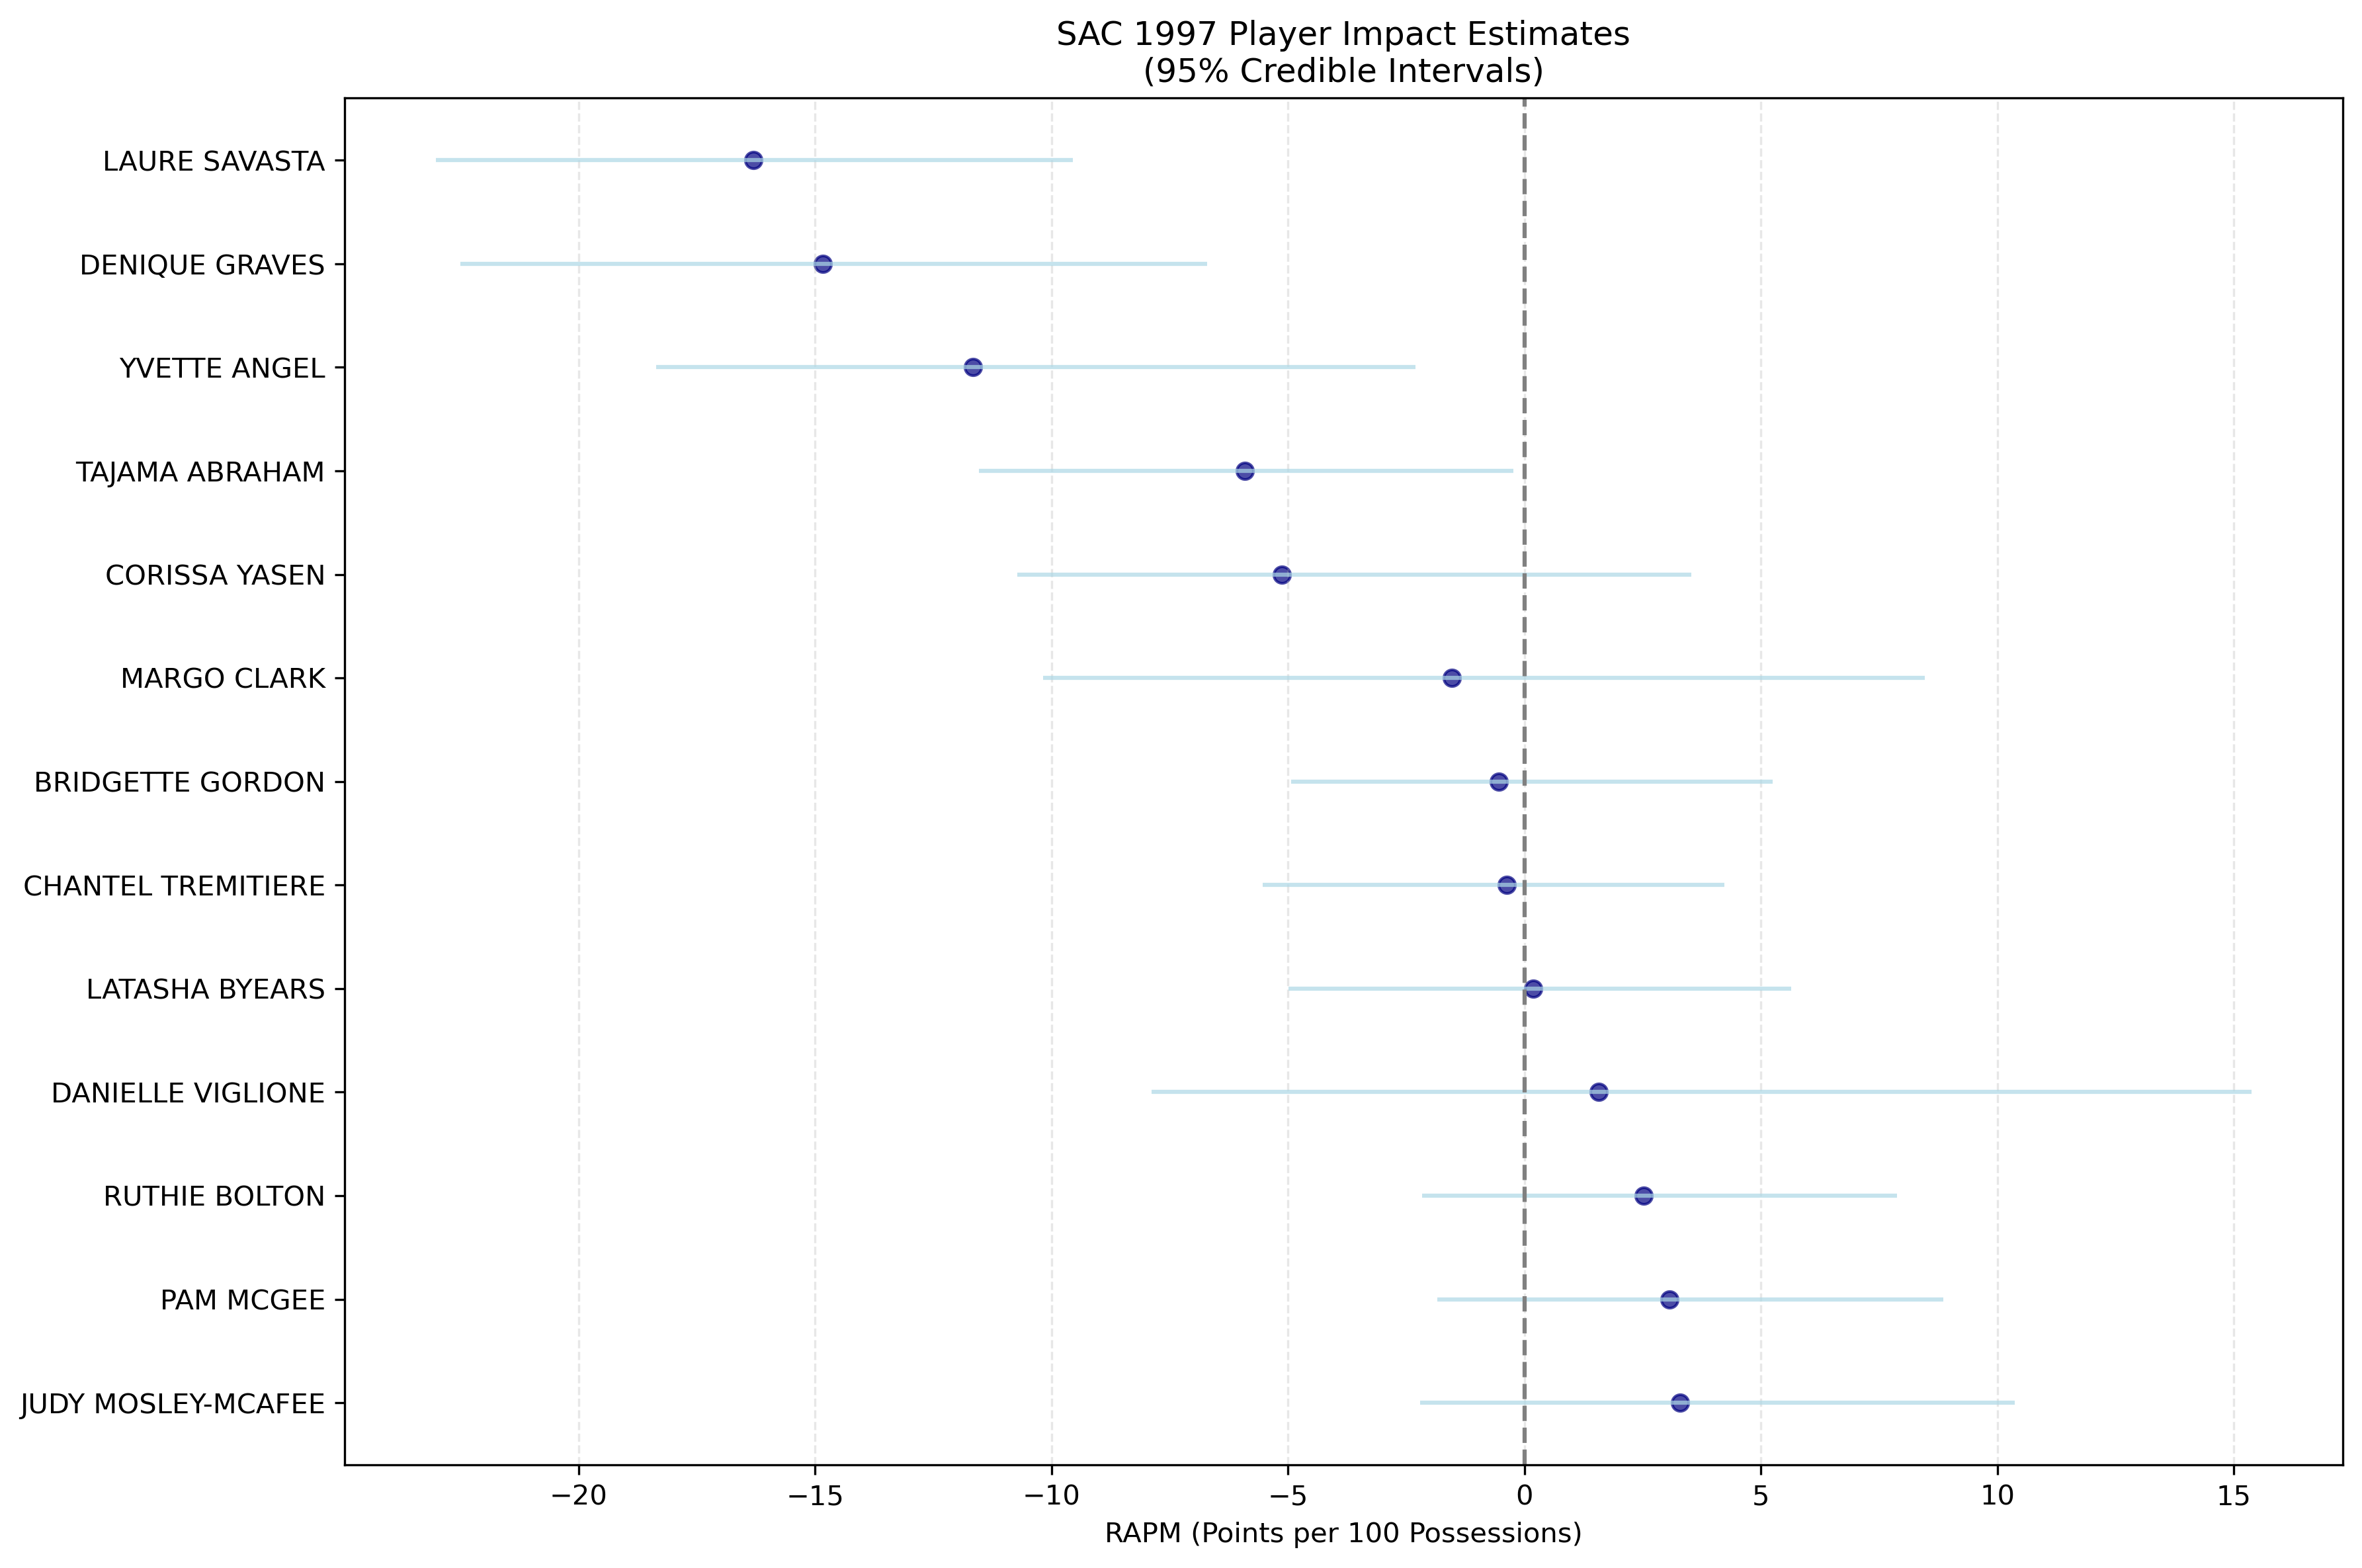 SAC 1997 Player Impact Estimates
(95% Credible Intervals)
LAURE SAVASTA
DENIQUE GRAVES
YVETTE ANGEL
TAJAMA ABRAHAM
CORISSA YASEN
MARGO CLARK
BRIDGETTE GORDON
CHANTEL TREMITIERE
LATASHA BYEARS
DANIELLE VIGLIONE
RUTHIE BOLTON
PAM MCGEE
JUDY MOSLEY-MCAFEE
−20 −15 −10 −5 0 5 10 15
RAPM (Points per 100 Possessions)